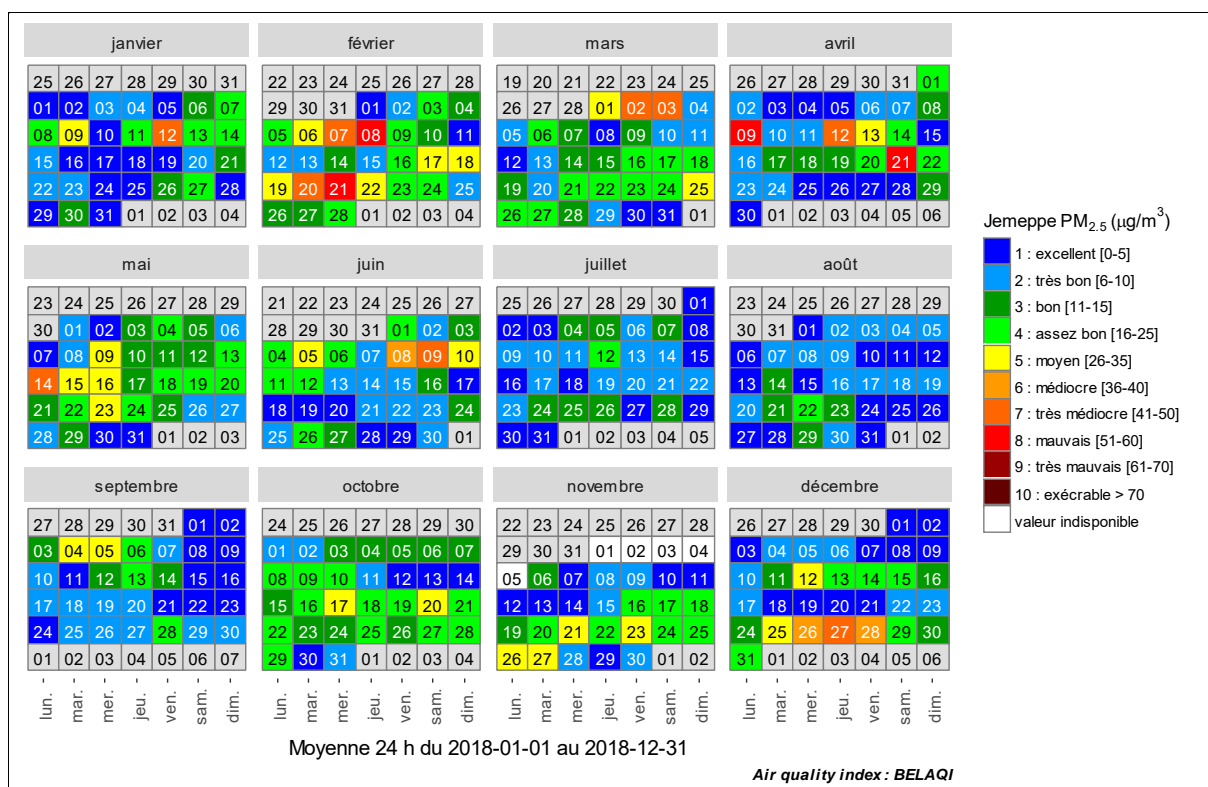 janvier février mars avril
25 26 27 28 29 30 31 22 23 24 25 26 27 28 19 20 21 22 23 24 25 26 27 28 29 30 31 01
01 02 03 04 05 06 07 29 30 31 01 02 03 04 26 27 28 01 02 03 04 02 03 04 05 06 07 08
08 09 10 11 12 13 14 05 06 07 08 09 10 11 05 06 07 08 09 10 11 09 10 11 12 13 14 15
15 16 17 18 19 20 21 12 13 14 15 16 17 18 12 13 14 15 16 17 18 16 17 18 19 20 21 22
22 23 24 25 26 27 28 19 20 21 22 23 24 25 19 20 21 22 23 24 25 23 24 25 26 27 28 29
29 30 31 01 02 03 04 26 27 28 01 02 03 04 26 27 28 29 30 31 01 30 01 02 03 04 05 06
mai juin juillet août
23 24 25 26 27 28 29 21 22 23 24 25 26 27 25 26 27 28 29 30 01 23 24 25 26 27 28 29
30 01 02 03 04 05 06 28 29 30 31 01 02 03 02 03 04 05 06 07 08 30 31 01 02 03 04 05
07 08 09 10 11 12 13 04 05 06 07 08 09 10 09 10 11 12 13 14 15 06 07 08 09 10 11 12
14 15 16 17 18 19 20 11 12 13 14 15 16 17 16 17 18 19 20 21 22 13 14 15 16 17 18 19
21 22 23 24 25 26 27 18 19 20 21 22 23 24 23 24 25 26 27 28 29 20 21 22 23 24 25 26
28 29 30 31 01 02 03 25 26 27 28 29 30 01 30 31 01 02 03 04 05 27 28 29 30 31 01 02
septembre octobre novembre décembre
27 28 29 30 31 01 02 24 25 26 27 28 29 30 22 23 24 25 26 27 28 26 27 28 29 30 01 02
03 04 05 06 07 08 09 01 02 03 04 05 06 07 29 30 31 01 02 03 04 03 04 05 06 07 08 09
10 11 12 13 14 15 16 08 09 10 11 12 13 14 05 06 07 08 09 10 11 10 11 12 13 14 15 16
17 18 19 20 21 22 23 15 16 17 18 19 20 21 12 13 14 15 16 17 18 17 18 19 20 21 22 23
24 25 26 27 28 29 30 22 23 24 25 26 27 28 19 20 21 22 23 24 25 24 25 26 27 28 29 30
01 02 03 04 05 06 07 29 30 31 01 02 03 04 26 27 28 29 30 01 02 31 01 02 03 04 05 06
lun. mar. mer. jeu. ven. sam. dim. lun. mar. mer. jeu. ven. sam. dim. lun. mar. mer. jeu. ven. sam. dim. lun. mar. mer. jeu. ven. sam. dim.
Moyenne 24 h du 2018-01-01 au 2018-12-31
Air quality index : BELAQI
Jemeppe PM2.5 (μg/m³)
1 : excellent [0-5]
2 : très bon [6-10]
3 : bon [11-15]
4 : assez bon [16-25]
5 : moyen [26-35]
6 : médiocre [36-40]
7 : très médiocre [41-50]
8 : mauvais [51-60]
9 : très mauvais [61-70]
10 : exécrable > 70
valeur indisponible